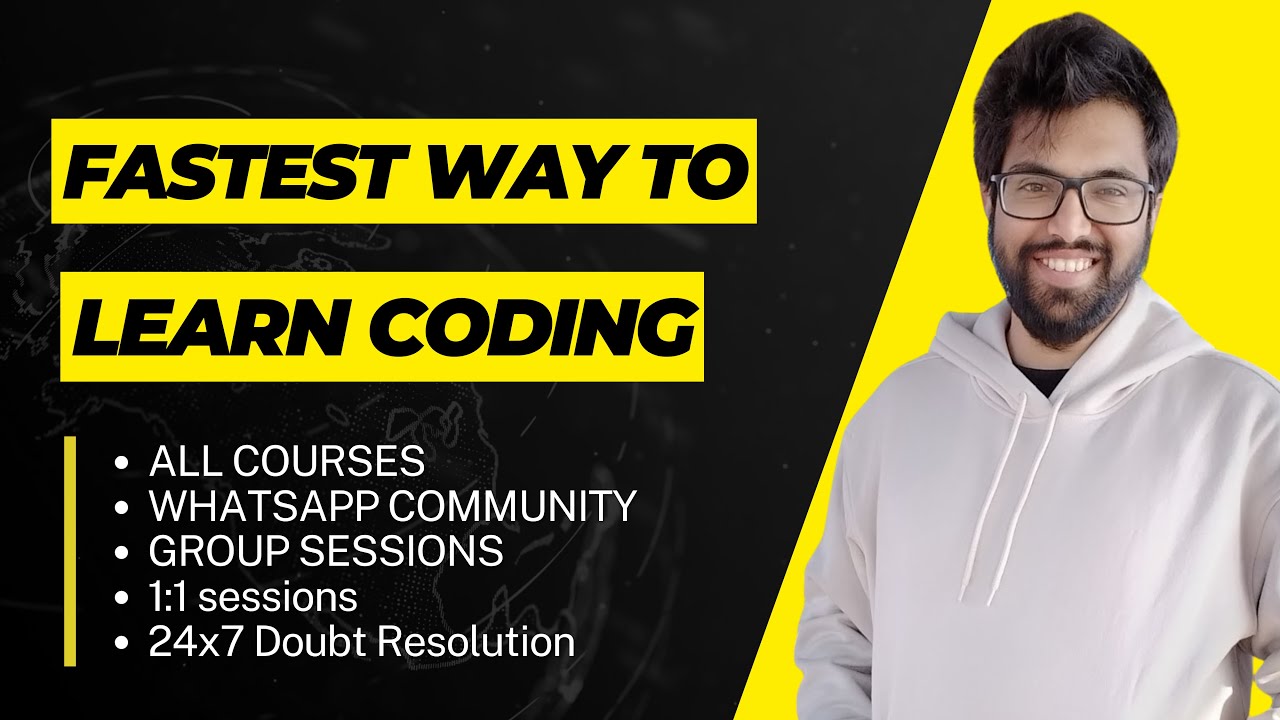 FASTEST WAY TO
LEARN CODING
• ALL COURSES
• WHATSAPP COMMUNITY
• GROUP SESSIONS
• 1:1 sessions
• 24x7 Doubt Resolution